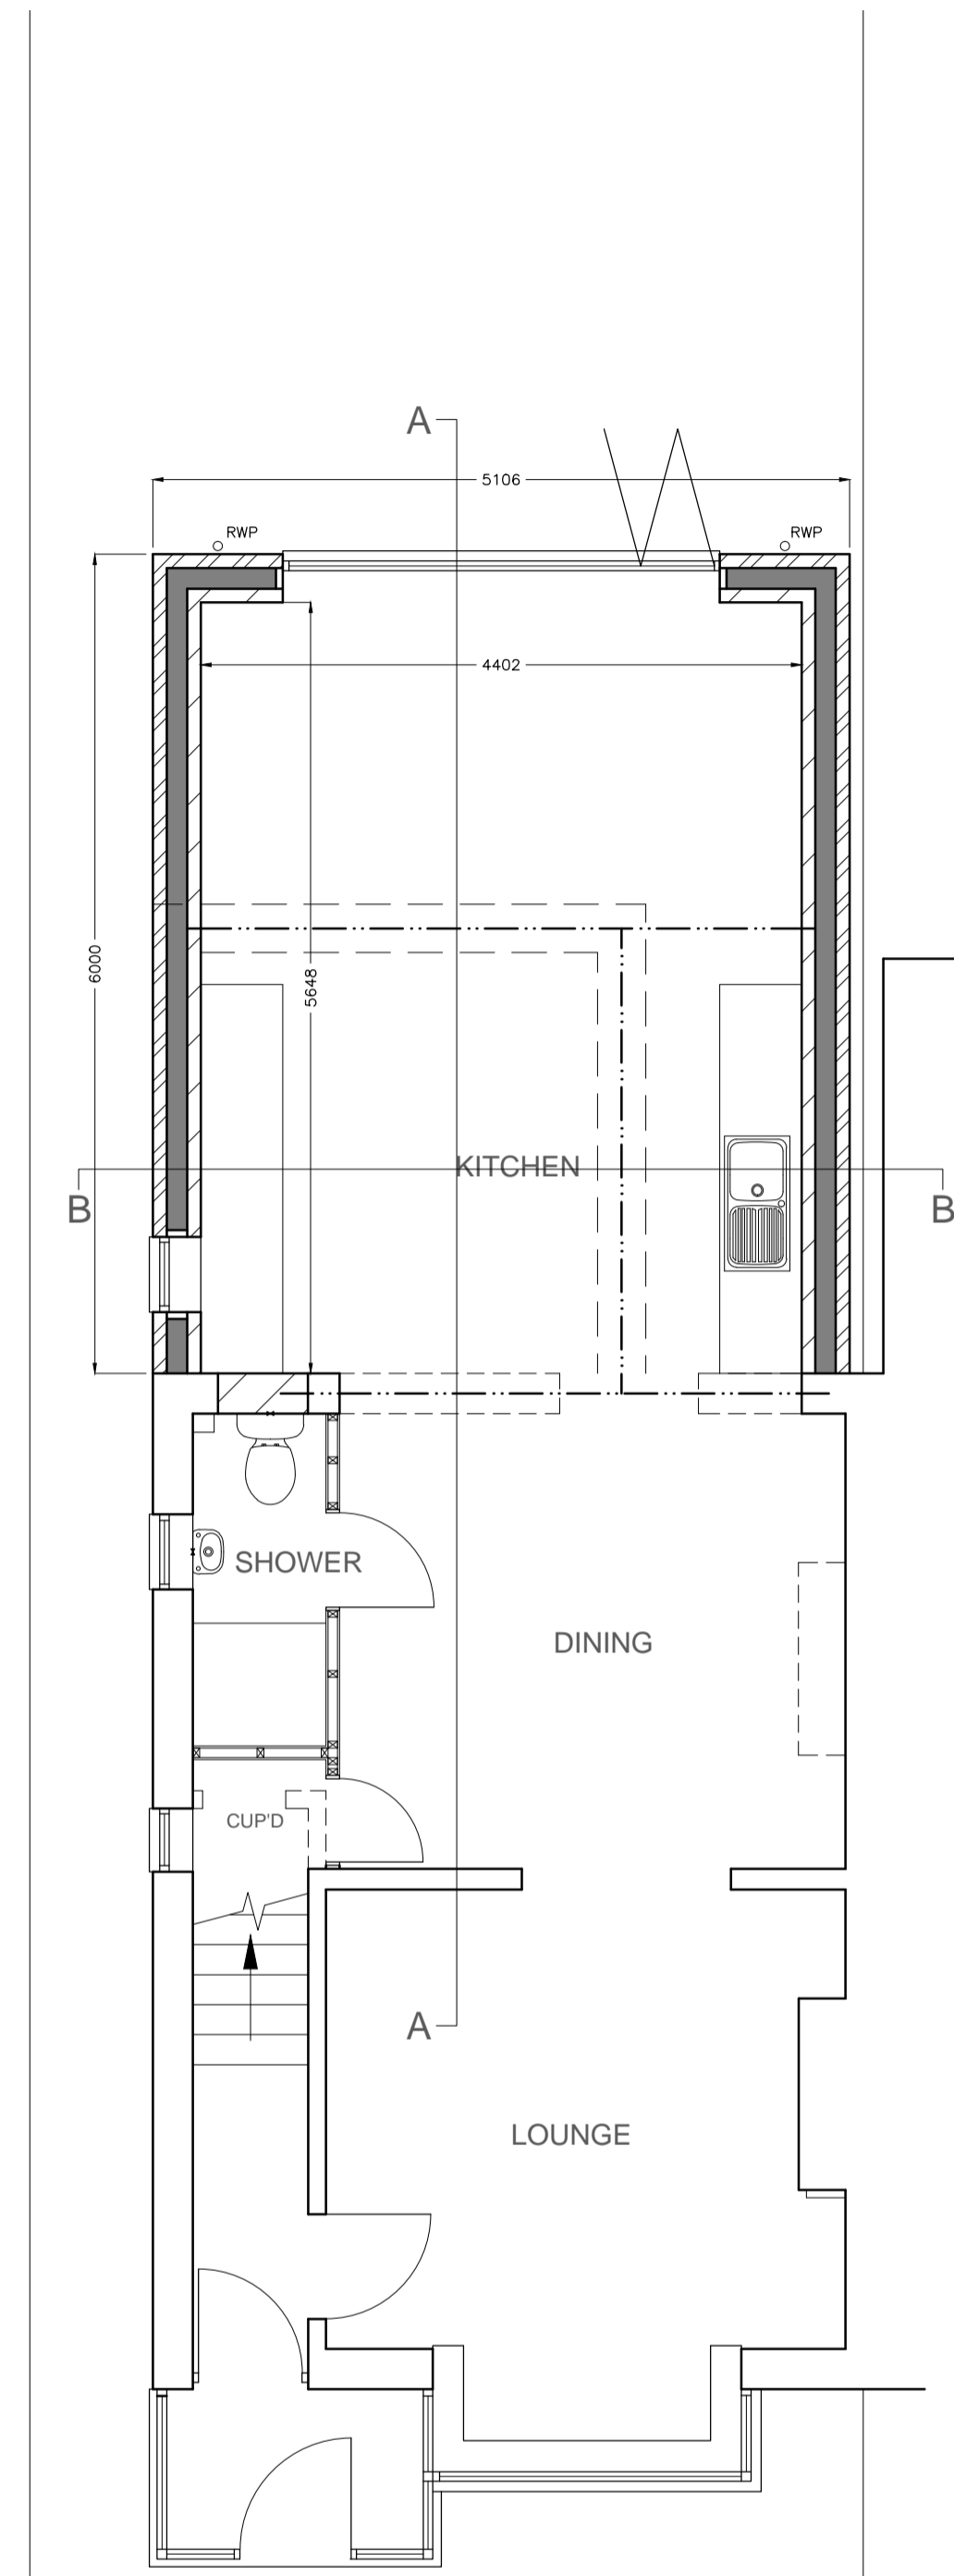 A
5106
RWP
RWP
4402
6000
5648
KITCHEN
B
B
SHOWER
DINING
CUP'D
A
LOUNGE